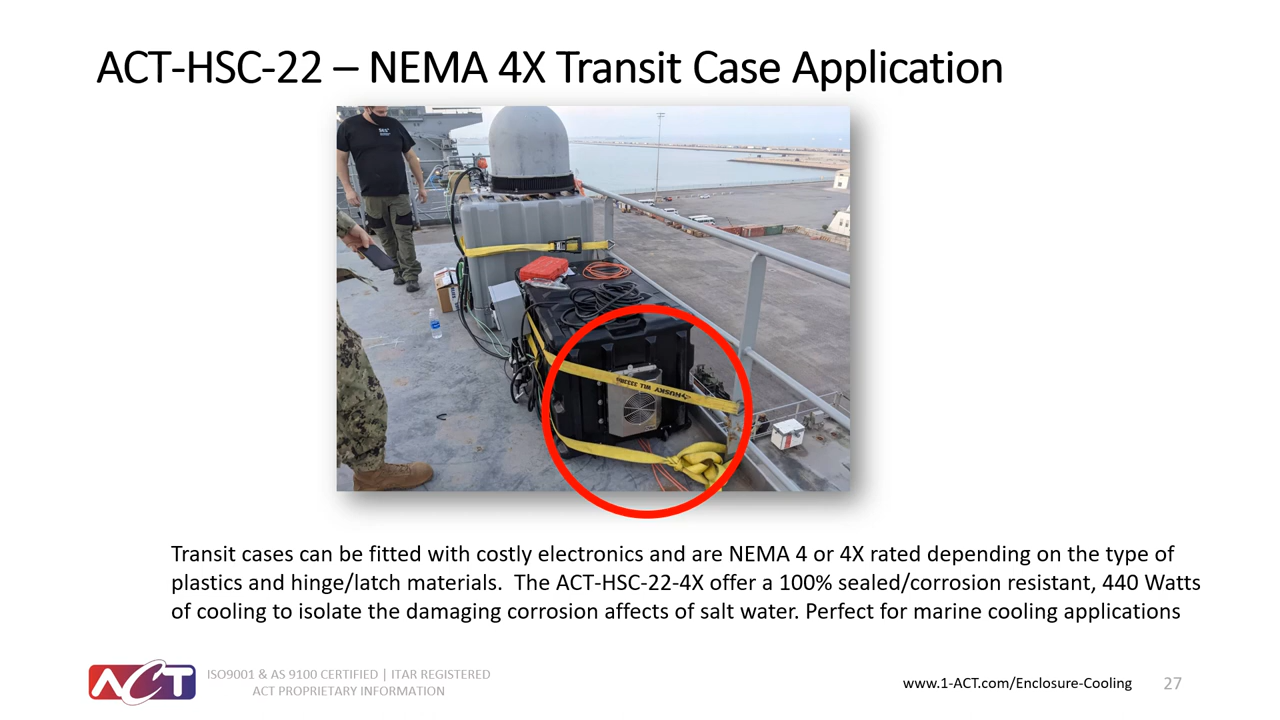 ACT-HSC-22 – NEMA 4X Transit Case Application
HUSKY WLL 3333LBS
Transit cases can be fitted with costly electronics and are NEMA 4 or 4X rated depending on the type of
plastics and hinge/latch materials.  The ACT-HSC-22-4X offer a 100% sealed/corrosion resistant, 440 Watts
of cooling to isolate the damaging corrosion affects of salt water. Perfect for marine cooling applications
ACT
ISO9001 & AS 9100 CERTIFIED | ITAR REGISTERED
ACT PROPRIETARY INFORMATION
www.1-ACT.com/Enclosure-Cooling
27